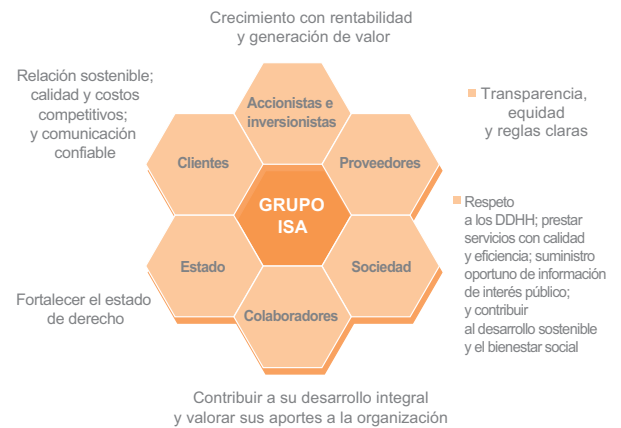 Crecimiento con rentabilidad
y generación de valor
Relación sostenible;
calidad y costos
competitivos;
y comunicación
confiable
Accionistas e
inversionistas
Transparencia,
equidad
y reglas claras
Clientes
Proveedores
GRUPO
ISA
Respeto
a los DDHH; prestar
servicios con calidad
y eficiencia; suministro
oportuno de información
de interés público;
y contribuir
al desarrollo sostenible
y el bienestar social
Estado
Sociedad
Fortalecer el estado
de derecho
Colaboradores
Contribuir a su desarrollo integral
y valorar sus aportes a la organización